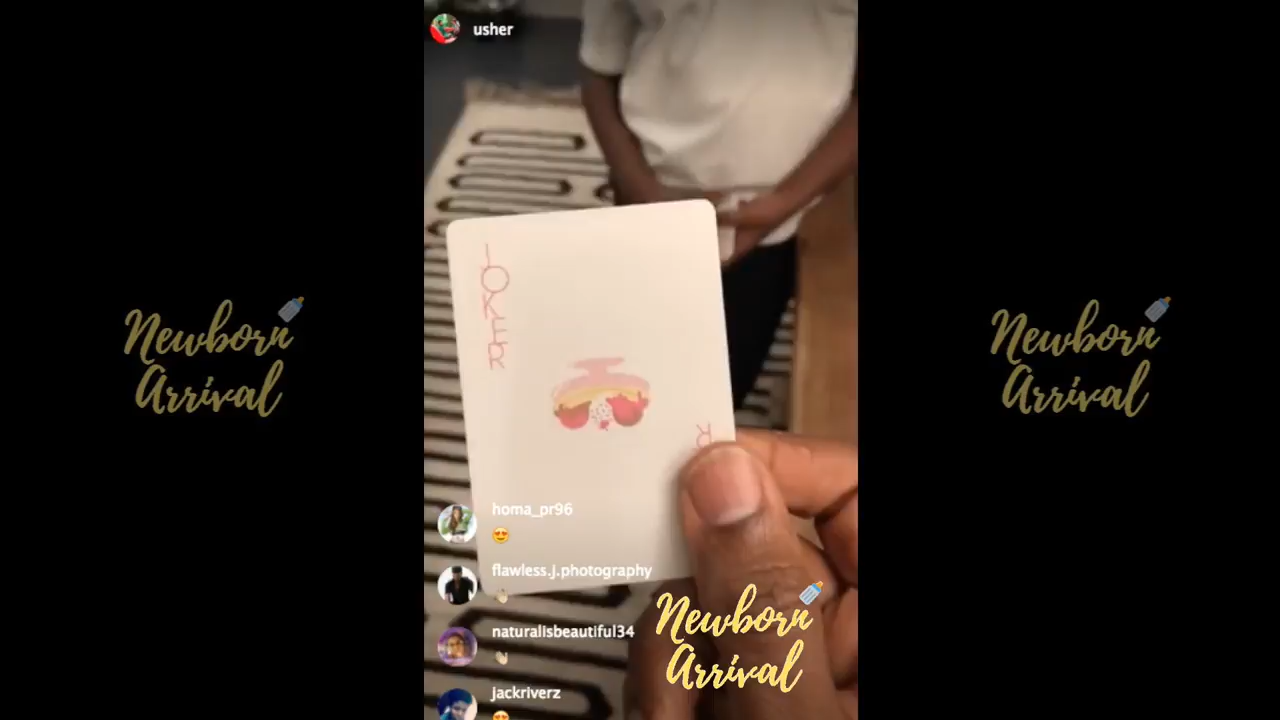 usher
JOKER
R
homa_pr96
flawless.j.photography
naturalisbeautiful34
jackriverz
Newborn
Arrival
Newborn
Arrival
Newborn
Arrival